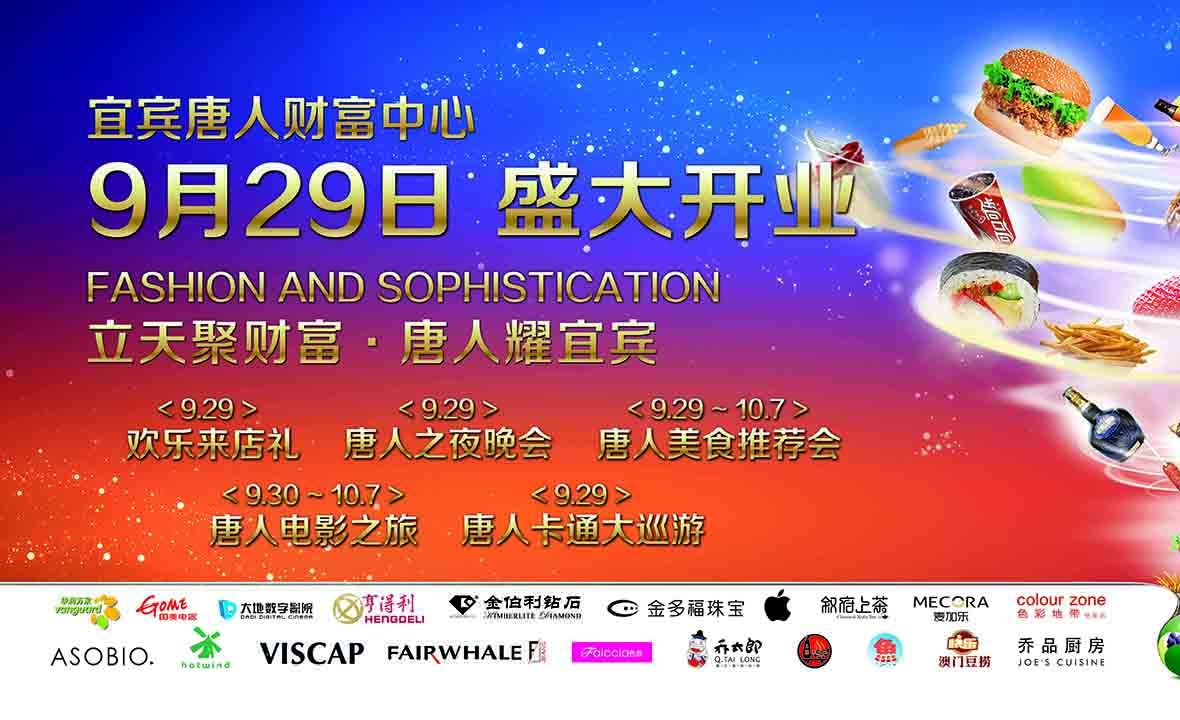 宜宾唐人财富中心
9月29日 盛大开业
FASHION AND SOPHISTICATION
立天聚财富·唐人耀宜宾
<9.29> <9.29> <9.29~10.7>
欢乐来店礼 唐人之夜晚会 唐人美食推荐会
<9.30~10.7> <9.29>
唐人电影之旅 唐人卡通大巡游
可口可乐
华润万家 vanguard
GOME 国美电器
大地数字影院 DADI DIGITAL CINEMA
亨得利 HENGDELI
金伯利钻石 KIMBERLITE DIAMOND
金多福珠宝
叙府上茶
MECORA 麦加乐
colour zone 色彩地帶
ASOBIO.
hotwind
VISCAP
FAIRWHALE
Faiccia
乔太郎 Q.TAI LONG
澳门豆捞
乔品厨房 JOE'S CUISINE